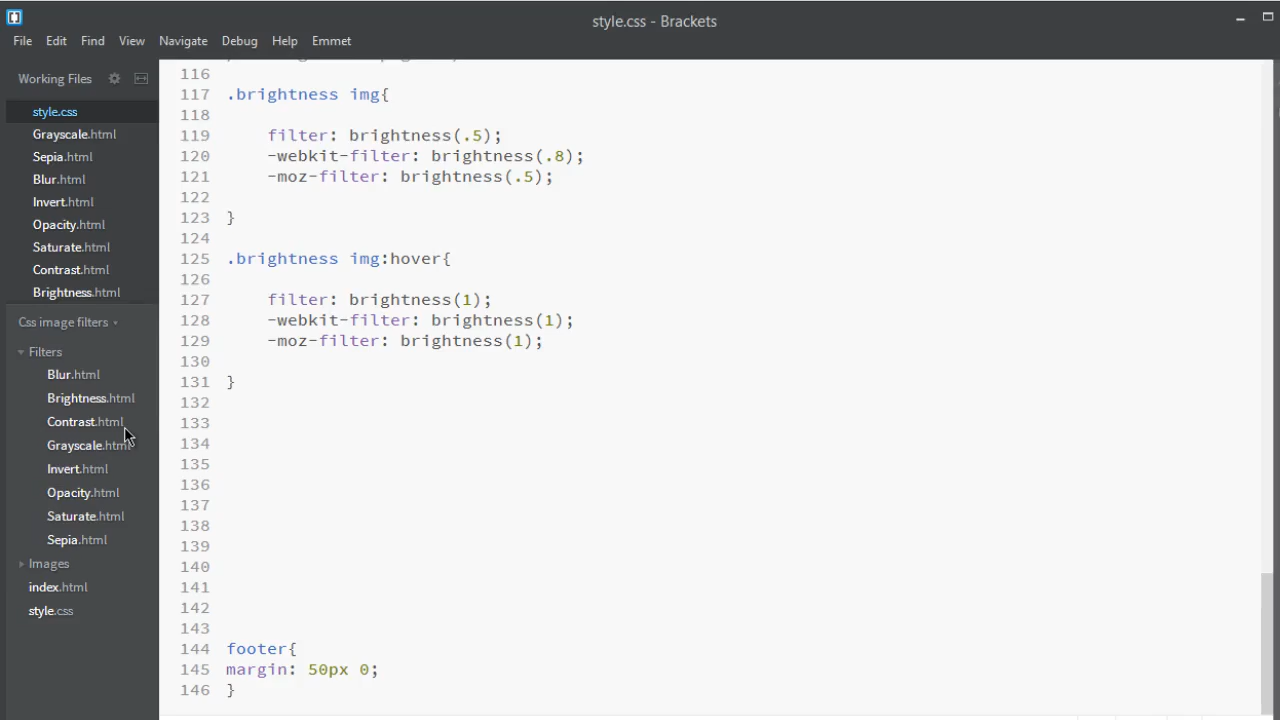 style.css - Brackets
File Edit Find View Navigate Debug Help Emmet
Working Files
style.css
Grayscale.html
Sepia.html
Blur.html
Invert.html
Opacity.html
Saturate.html
Contrast.html
Brightness.html
Css image filters
Filters
Blur.html
Brightness.html
Contrast.html
Grayscale.html
Invert.html
Opacity.html
Saturate.html
Sepia.html
Images
index.html
style.css
116
117 .brightness img{
118
119 filter: brightness(.5);
120 -webkit-filter: brightness(.8);
121 -moz-filter: brightness(.5);
122
123 }
124
125 .brightness img:hover{
126
127 filter: brightness(1);
128 -webkit-filter: brightness(1);
129 -moz-filter: brightness(1);
130
131 }
132
133
134
135
136
137
138
139
140
141
142
143
144 footer{
145 margin: 50px 0;
146 }